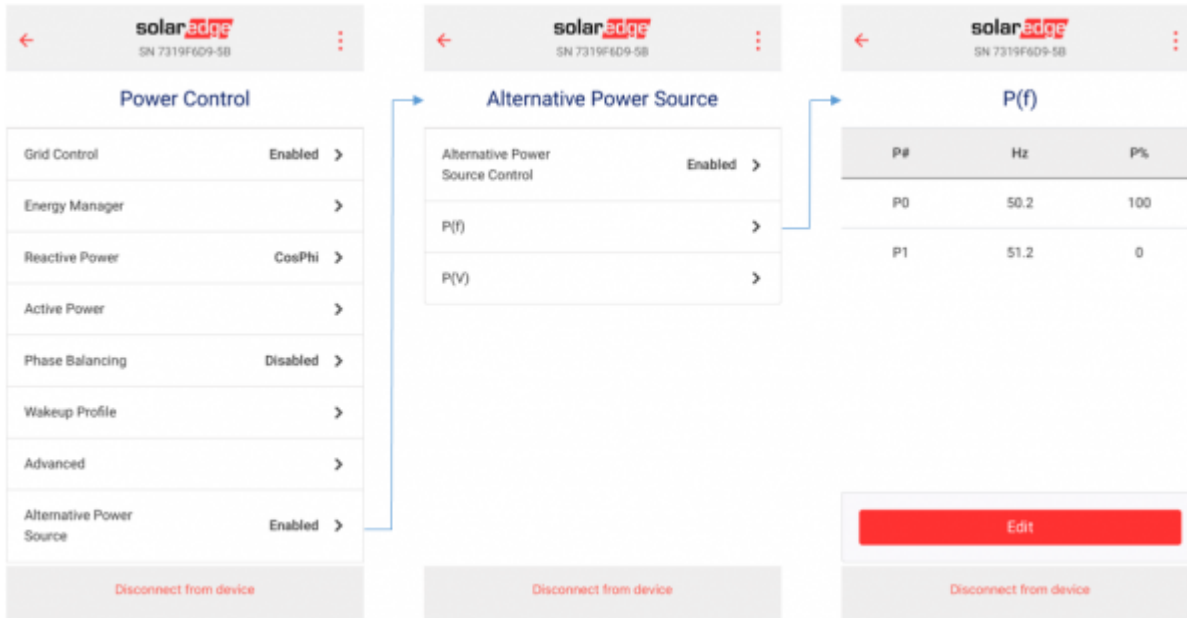 solaredge
SN 7319F6D9-5B
Power Control
Grid Control Enabled
Energy Manager
Reactive Power CosPhi
Active Power
Phase Balancing Disabled
Wakeup Profile
Advanced
Alternative Power
Source Enabled
Disconnect from device
solaredge
SN 7319F6D9-5B
Alternative Power Source
Alternative Power
Source Control Enabled
P(f)
P(V)
Disconnect from device
solaredge
SN 7319F6D9-5B
P(f)
P# Hz P%
P0 50.2 100
P1 51.2 0
Edit
Disconnect from device